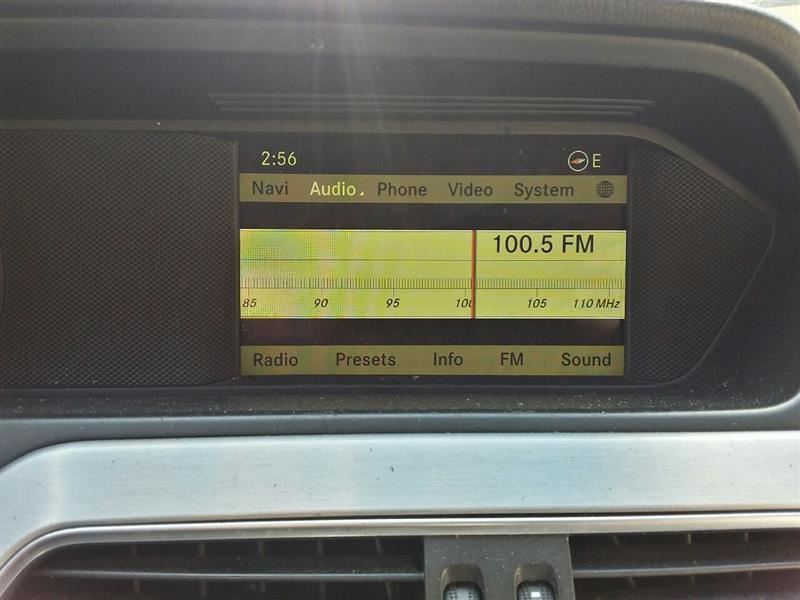 2:56 E
Navi Audio Phone Video System
100.5 FM
85 90 95 100 105 110 MHz
Radio Presets Info FM Sound